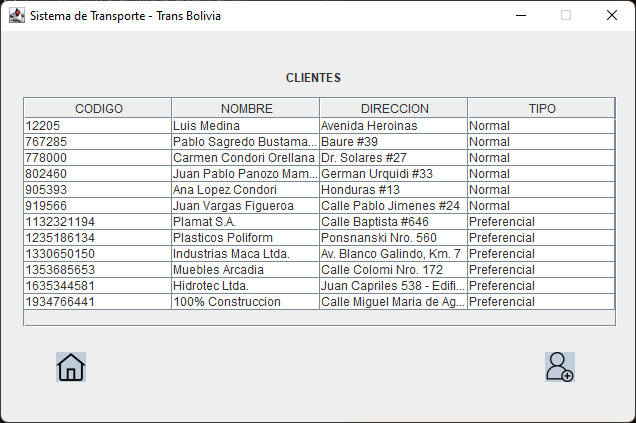 Sistema de Transporte - Trans Bolivia
CLIENTES
CODIGO NOMBRE DIRECCION TIPO
12205 Luis Medina Avenida Heroinas Normal
767285 Pablo Sagredo Bustama... Baure #39 Normal
778000 Carmen Condori Orellana Dr. Solares #27 Normal
802460 Juan Pablo Panozo Mam... German Urquidi #33 Normal
905393 Ana Lopez Condori Honduras #13 Normal
919566 Juan Vargas Figueroa Calle Pablo Jimenes #24 Normal
1132321194 Plamat S.A. Calle Baptista #646 Preferencial
1235186134 Plasticos Poliform Ponsnanski Nro. 560 Preferencial
1330650150 Industrias Maca Ltda. Av. Blanco Galindo, Km. 7 Preferencial
1353685653 Muebles Arcadia Calle Colomi Nro. 172 Preferencial
1635344581 Hidrotec Ltda. Juan Capriles 538 - Edifi... Preferencial
1934766441 100% Construccion Calle Miguel Maria de Ag... Preferencial